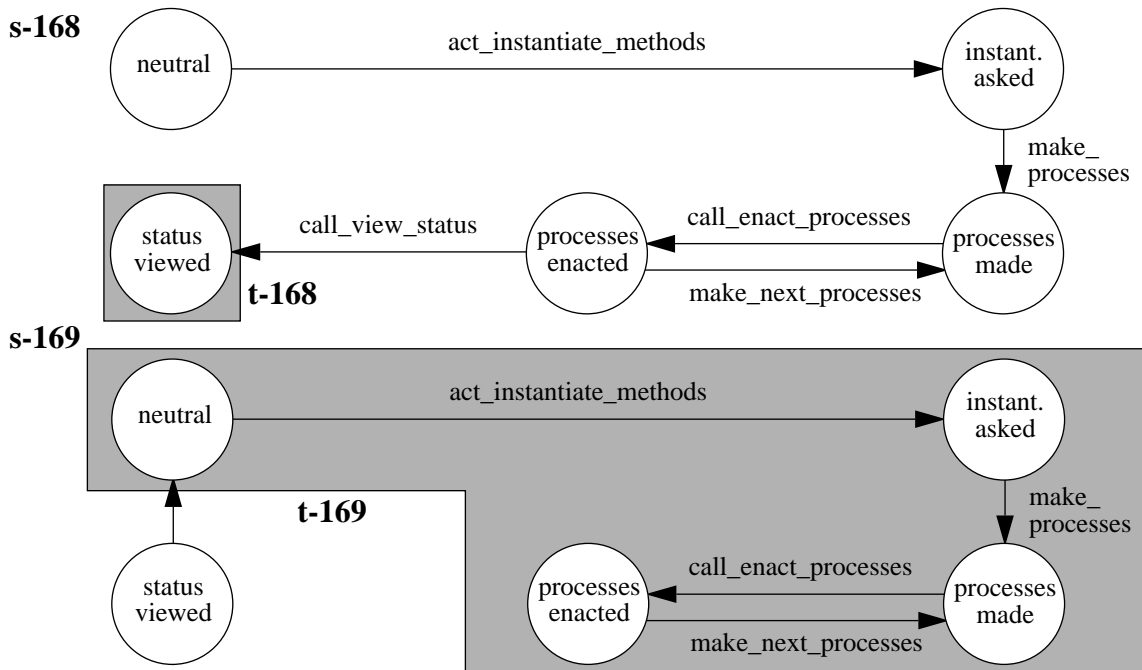 s-168
neutral
act_instantiate_methods
instant.
asked
make_
processes
status
viewed
call_view_status
processes
enacted
call_enact_processes
make_next_processes
processes
made
t-168
s-169
neutral
act_instantiate_methods
instant.
asked
make_
processes
t-169
status
viewed
processes
enacted
call_enact_processes
make_next_processes
processes
made